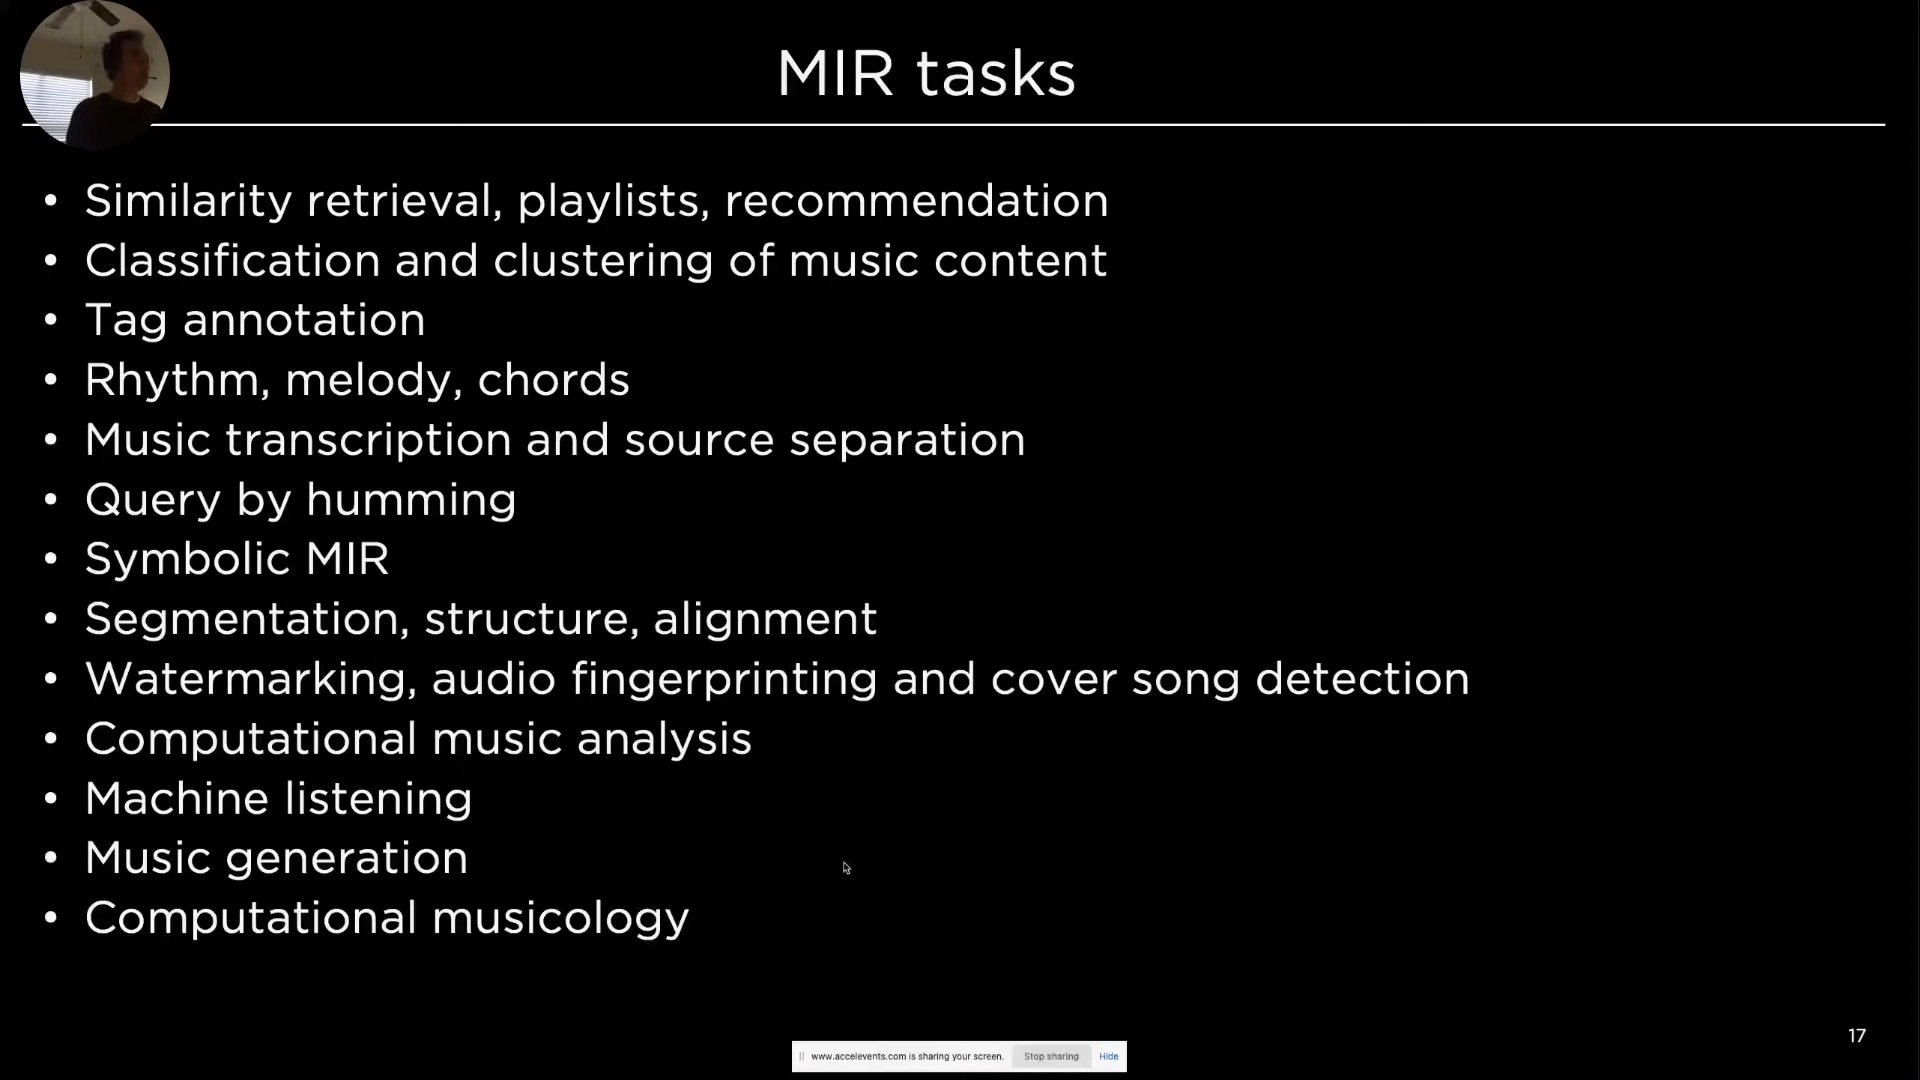 MIR tasks
• Similarity retrieval, playlists, recommendation
• Classification and clustering of music content
• Tag annotation
• Rhythm, melody, chords
• Music transcription and source separation
• Query by humming
• Symbolic MIR
• Segmentation, structure, alignment
• Watermarking, audio fingerprinting and cover song detection
• Computational music analysis
• Machine listening
• Music generation
• Computational musicology
17
www.accelevents.com is sharing your screen. Stop sharing Hide